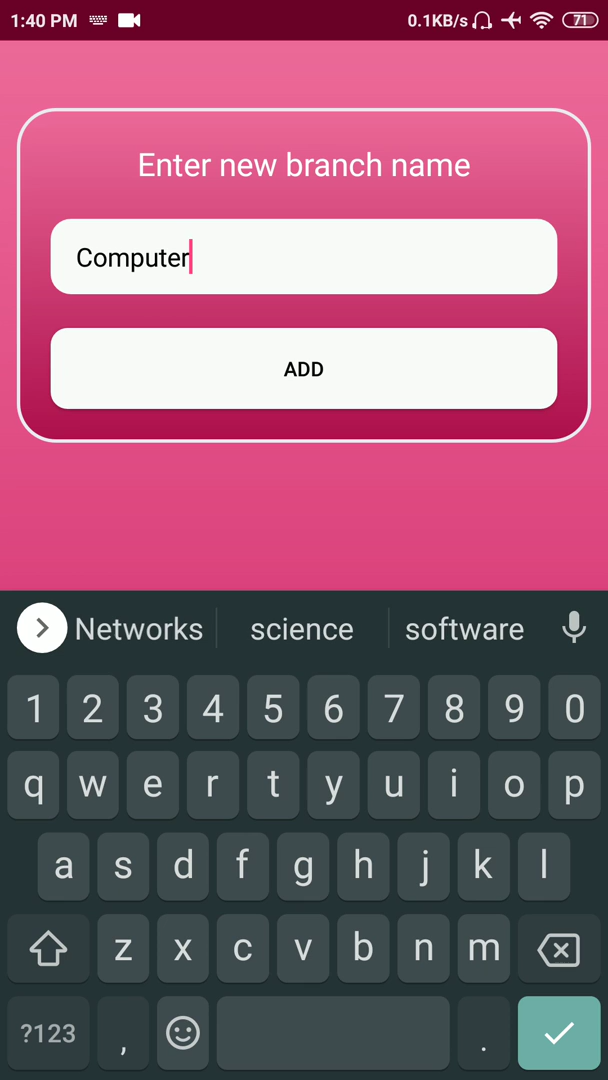 1:40 PM 0.1KB/s 71
Enter new branch name
Computer
ADD
Networks science software
1 2 3 4 5 6 7 8 9 0
q w e r t y u i o p
a s d f g h j k l
z x c v b n m
?123 , .